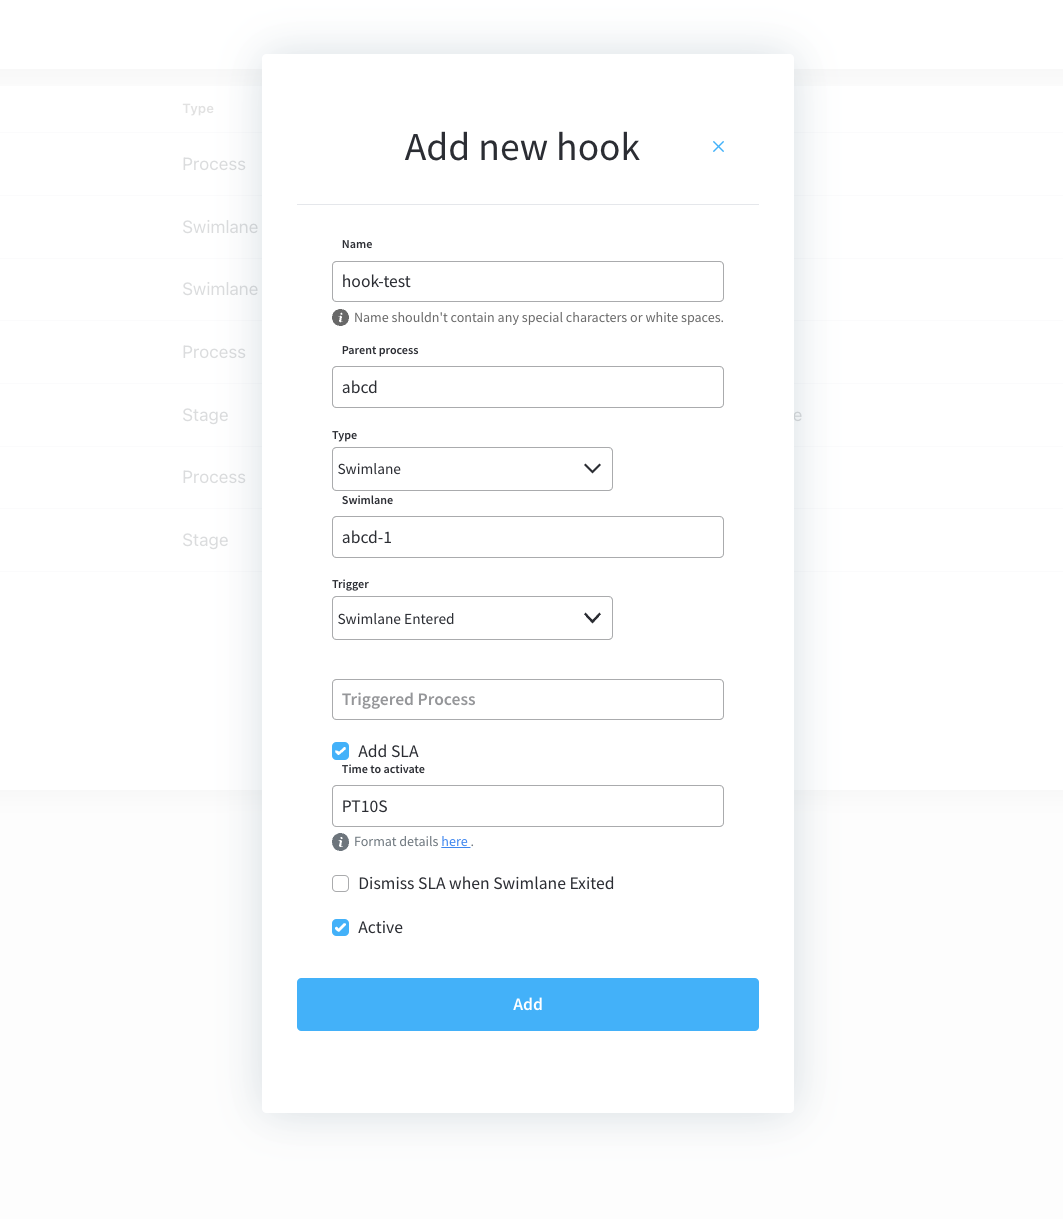 Add new hook
Type
Process
Swimlane
Swimlane
Process
Stage
Process
Stage
Name
hook-test
Name shouldn't contain any special characters or white spaces.
Parent process
abcd
Type
Swimlane
Swimlane
abcd-1
Trigger
Swimlane Entered
Triggered Process
Add SLA
Time to activate
PT10S
Format details here .
Dismiss SLA when Swimlane Exited
Active
Add